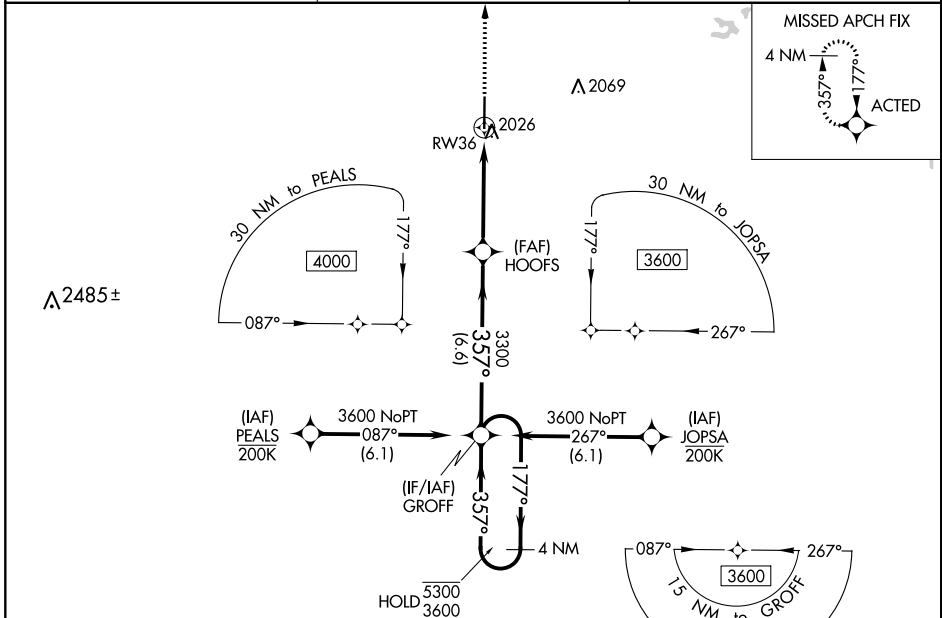 MISSED APCH FIX
4 NM
357°
177°
ACTED
2069
2026
RW36
30 NM to PEALS
177°
4000
087°
30 NM to JOPSA
177°
3600
267°
(FAF)
HOOFS
2485±
3300
357°
(6.6)
(IAF)
PEALS
200K
3600 NoPT
087°
(6.1)
3600 NoPT
267°
(6.1)
(IAF)
JOPSA
200K
(IF/IAF)
GROFF
357°
177°
4 NM
HOLD 5300
3600
087°
267°
3600
15 NM to GROFF